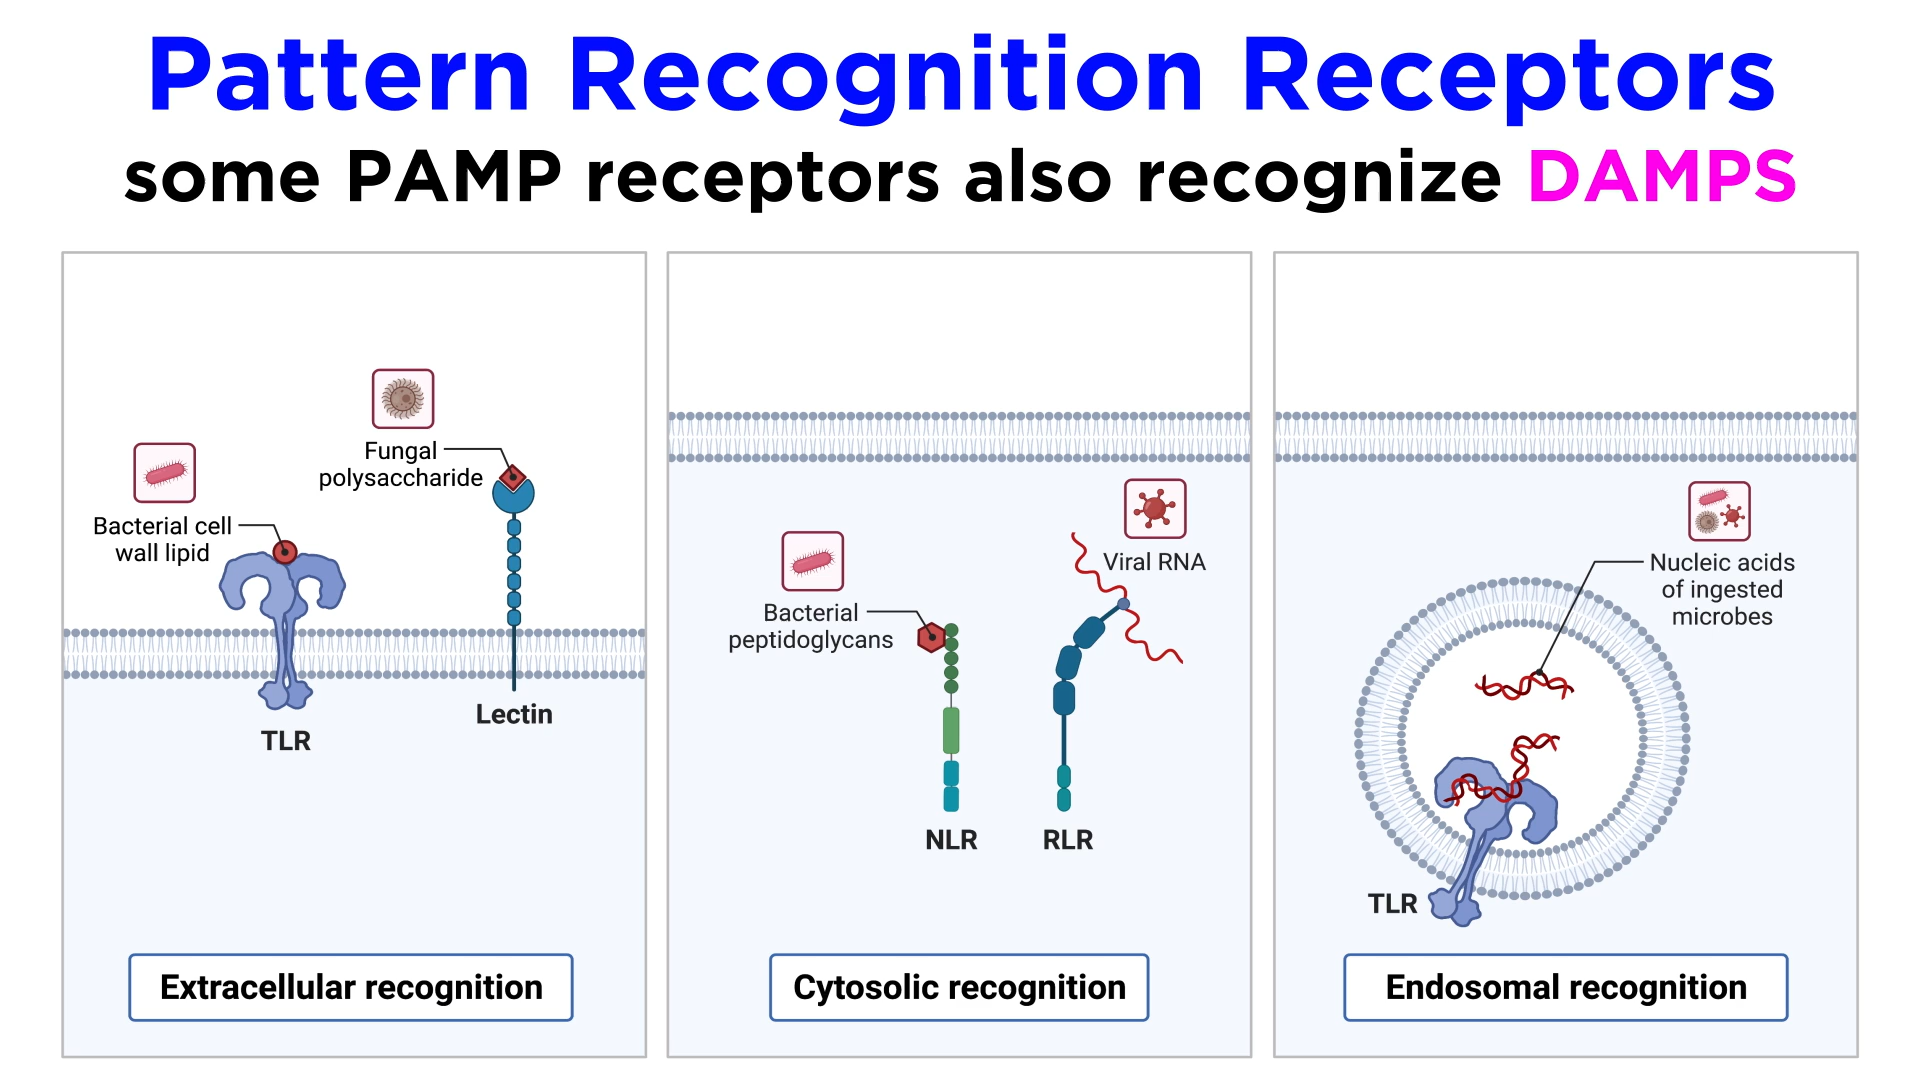 Pattern Recognition Receptors
some PAMP receptors also recognize DAMPS
Fungal
polysaccharide
Bacterial cell
wall lipid
TLR
Lectin
Extracellular recognition
Viral RNA
Bacterial
peptidoglycans
NLR
RLR
Cytosolic recognition
Nucleic acids
of ingested
microbes
TLR
Endosomal recognition